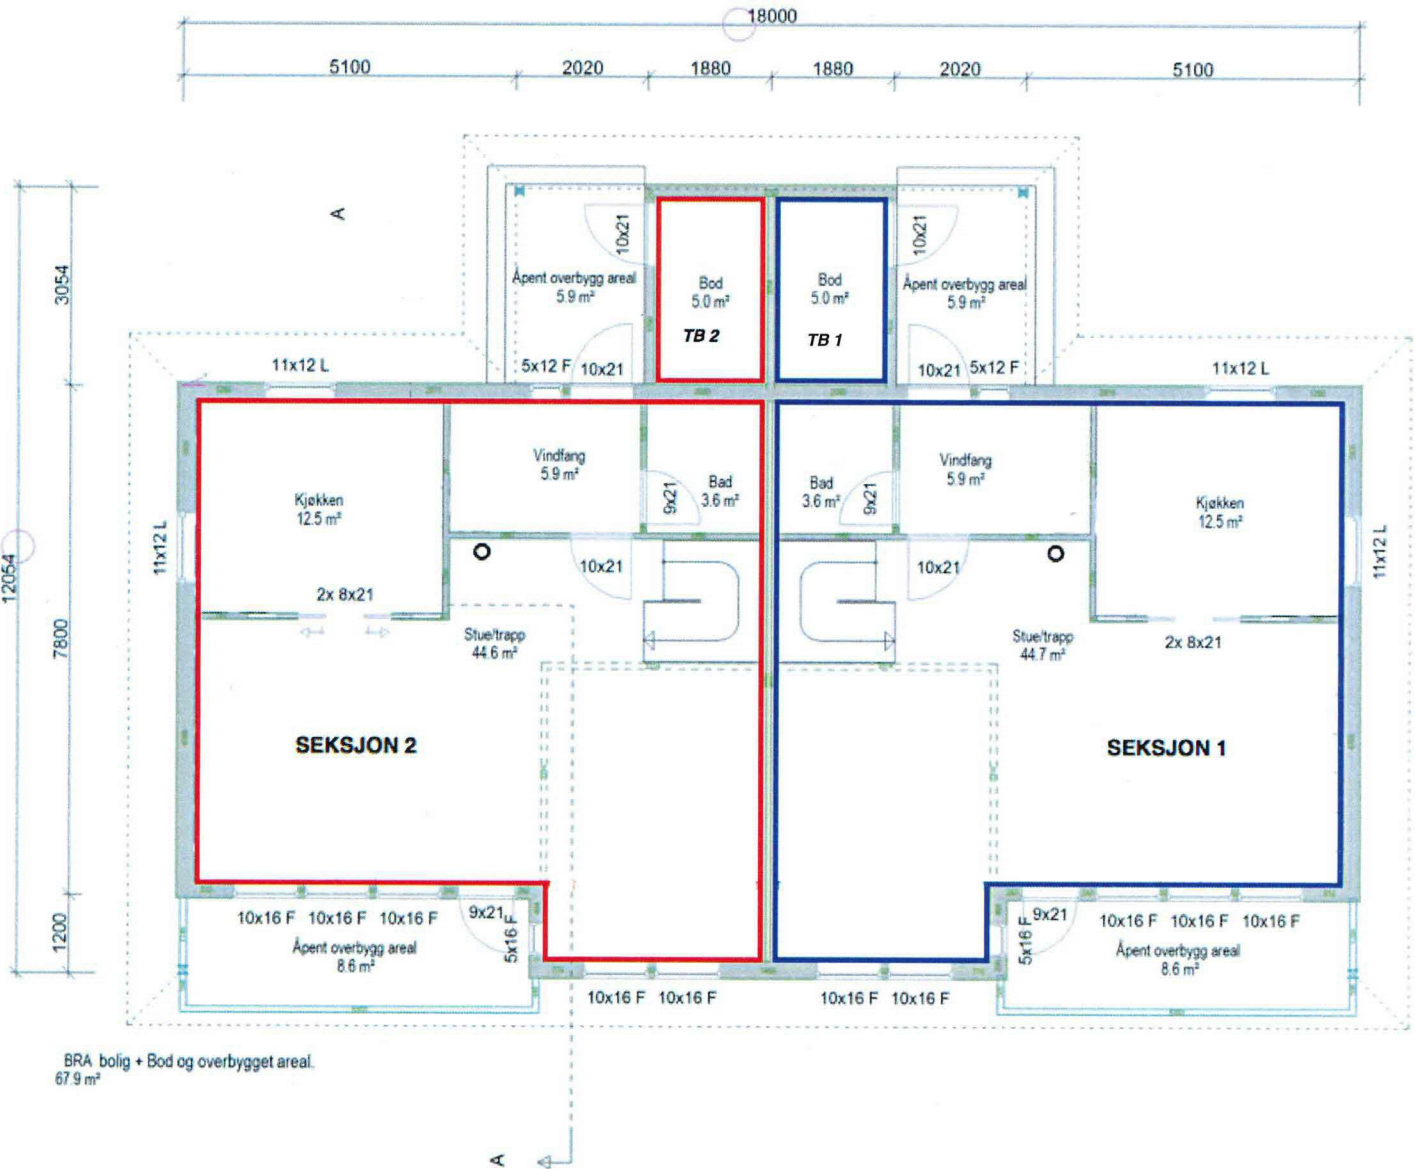 18000
5100 2020 1880 1880 2020 5100
A
12054
3054
7800
1200
10x21
10x21
Åpent overbygg areal
5.9 m²
Bod
5.0 m²
TB 2
Bod
5.0 m²
TB 1
Åpent overbygg areal
5.9 m²
11x12 L
5x12 F
10x21
10x21
5x12 F
11x12 L
Kjøkken
12.5 m²
Vindfang
5.9 m²
Bad
3.6 m²
9x21
Bad
3.6 m²
9x21
Vindfang
5.9 m²
Kjøkken
12.5 m²
11x12 L
11x12 L
10x21
10x21
2x 8x21
2x 8x21
Stue/trapp
44.6 m²
Stue/trapp
44.7 m²
SEKSJON 2
SEKSJON 1
10x16 F 10x16 F 10x16 F
9x21
5x16 F
5x16 F
9x21
10x16 F 10x16 F 10x16 F
Åpent overbygg areal
8.6 m²
Åpent overbygg areal
8.6 m²
10x16 F 10x16 F
10x16 F 10x16 F
BRA bolig + Bod og overbygget areal.
67.9 m²
A